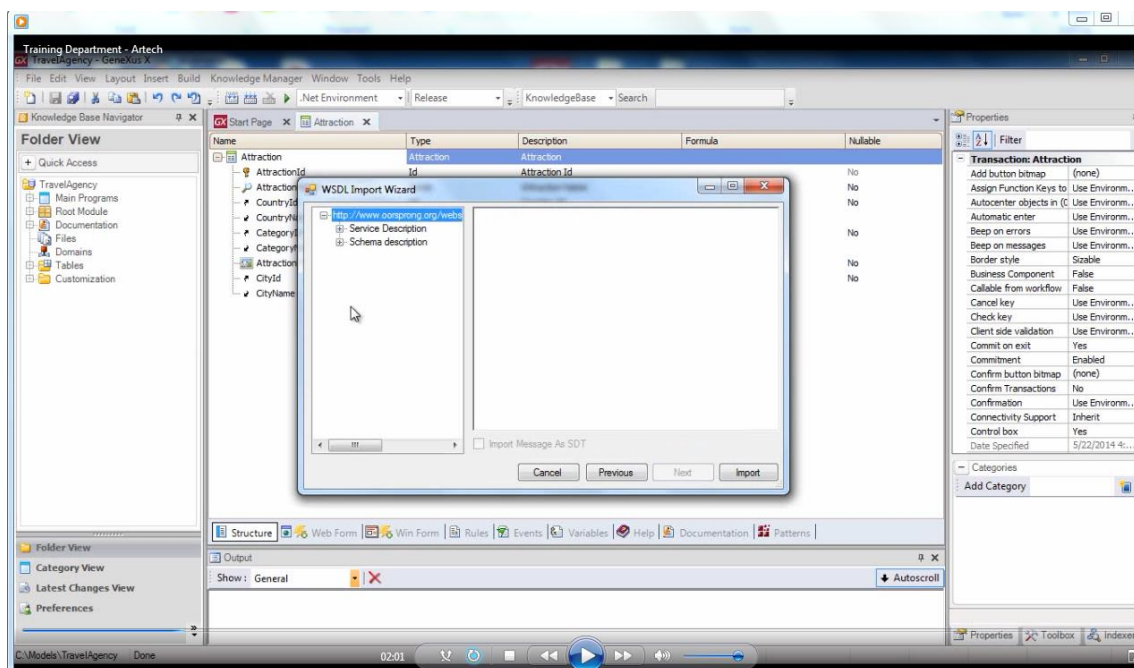 Training Department - Artech
TravelAgency - GeneXus X
File Edit View Layout Insert Build Knowledge Manager Window Tools Help
.Net Environment Release KnowledgeBase Search
Knowledge Base Navigator
Folder View
Quick Access
TravelAgency
Main Programs
Root Module
Documentation
Files
Domains
Tables
Customization
Folder View
Category View
Latest Changes View
Preferences
Start Page Attraction
Name Type Description Formula Nullable
Attraction Attraction Attraction
AttractionId Id Attraction Id No
Attraction No
CountryId No
CountryN
CategoryI No
CategoryN
Attraction No
CityId No
CityName
WSDL Import Wizard
http://www.oorsprong.org/webs
Service Description
Schema description
Import Message As SDT
Cancel Previous Next Import
Structure Web Form Win Form Rules Events Variables Help Documentation Patterns
Output
Show: General Autoscroll
Properties
Filter
Transaction: Attraction
Add button bitmap (none)
Assign Function Keys to Use Environm..
Autocenter objects in (C Use Environm..
Automatic enter Use Environm..
Beep on errors Use Environm..
Beep on messages Use Environm..
Border style Sizable
Business Component False
Callable from workflow False
Cancel key Use Environm..
Check key Use Environm..
Client side validation Use Environm..
Commit on exit Yes
Commitment Enabled
Confirm button bitmap (none)
Confirm Transactions No
Confirmation Use Environm..
Connectivity Support Inherit
Control box Yes
Date Specified 5/22/2014 4:...
Categories
Add Category
Properties Toolbox Indexer
C:\Models\TravelAgency Done
02:01